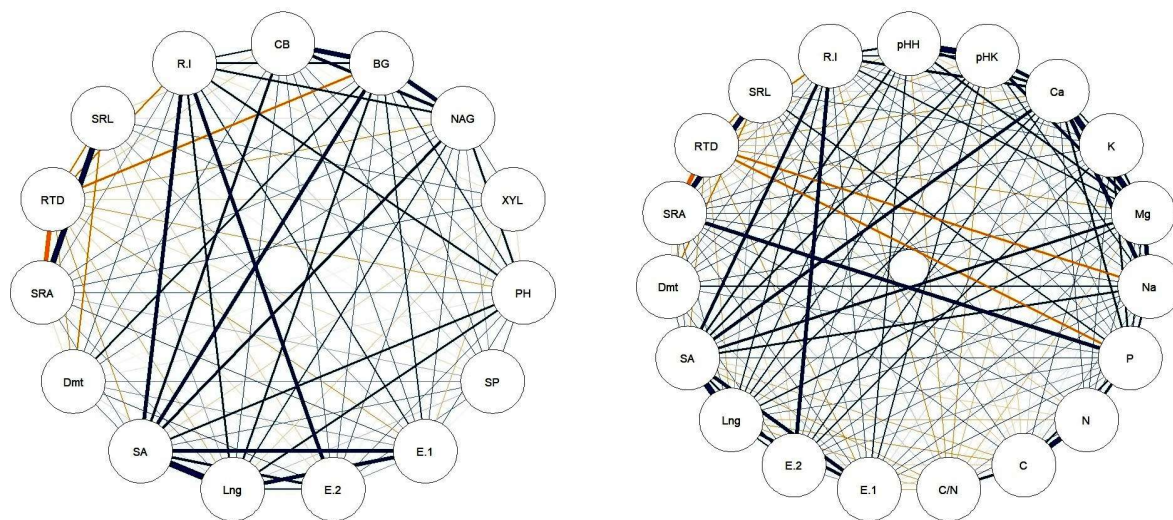 CB
BG
NAG
XYL
PH
SP
E.1
E.2
Lng
SA
Dmt
SRA
RTD
SRL
R.I
pHH
pHK
Ca
K
Mg
Na
P
N
C
C/N
E.1
E.2
Lng
SA
Dmt
SRA
RTD
SRL
R.I